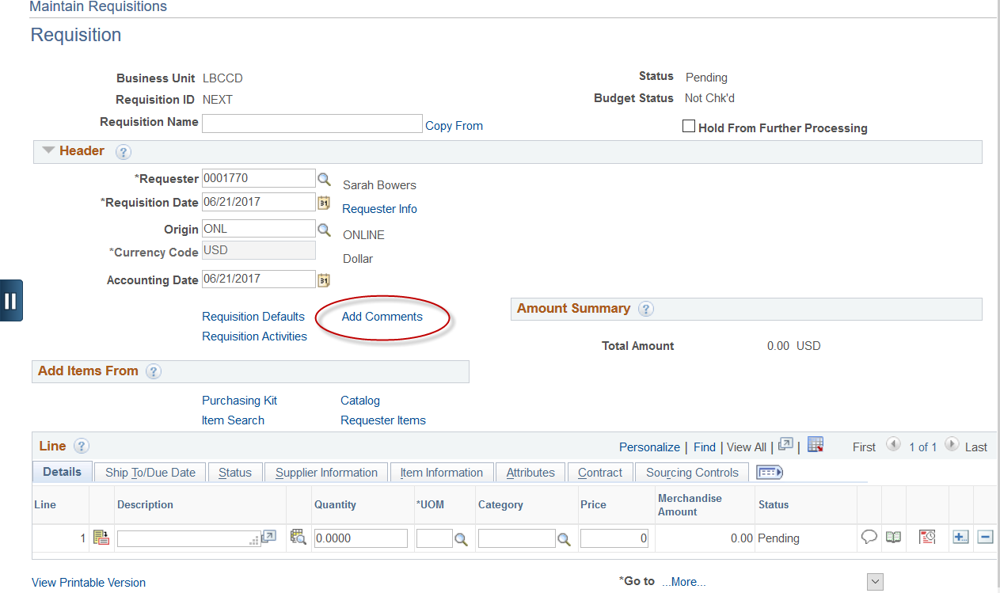 Maintain Requisitions
Requisition
Business Unit LBCCD
Status Pending
Requisition ID NEXT
Budget Status Not Chk'd
Requisition Name Copy From
Hold From Further Processing
Header ?
*Requester 0001770 Sarah Bowers
*Requisition Date 06/21/2017 31 Requester Info
Origin ONL ONLINE
*Currency Code USD Dollar
Accounting Date 06/21/2017 31
Requisition Defaults Add Comments
Requisition Activities
Amount Summary ?
Total Amount 0.00 USD
Add Items From ?
Purchasing Kit Catalog
Item Search Requester Items
Line ? Personalize | Find | View All | | First 1 of 1 Last
Details Ship To/Due Date Status Supplier Information Item Information Attributes Contract Sourcing Controls
Line Description Quantity *UOM Category Price Merchandise Amount Status
1 0.0000 0 0.00 Pending
View Printable Version *Go to ...More...